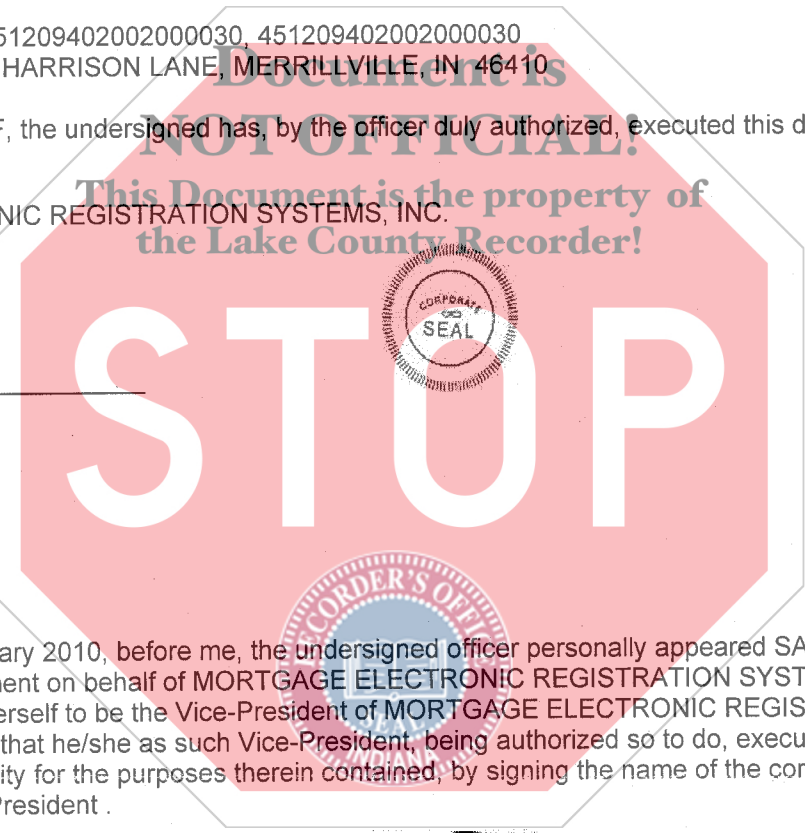 51209402002000030, 451209402002000030
HARRISON LANE, MERRILLVILLE, IN 46410
Document is
, the undersigned has, by the officer duly authorized, executed this d
NOT OFFICIAL!
This Document is the property of
NIC REGISTRATION SYSTEMS, INC.
the Lake County Recorder!
CORPORATE
SEAL
STOP
RECORDER'S OFFICE
ary 2010, before me, the undersigned officer personally appeared SA
ment on behalf of MORTGAGE ELECTRONIC REGISTRATION SYST
erself to be the Vice-President of MORTGAGE ELECTRONIC REGIS
SEAL
that he/she as such Vice-President, being authorized so to do, execu
INDIANA
ity for the purposes therein contained, by signing the name of the cor
President .